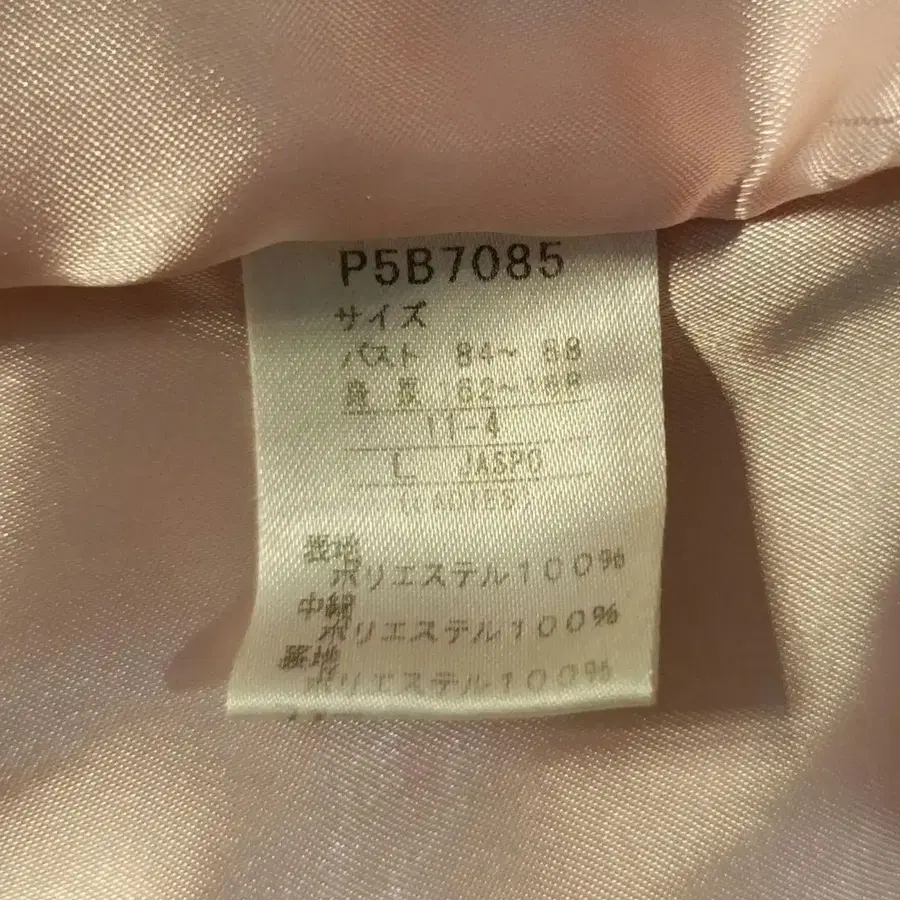 P5B7085
サイズ
バスト 84～88
身長 162～168
11-4
L JASPO
(LADIES)
表地
ポリエステル100%
中綿
ポリエステル100%
裏地
ポリエステル100%